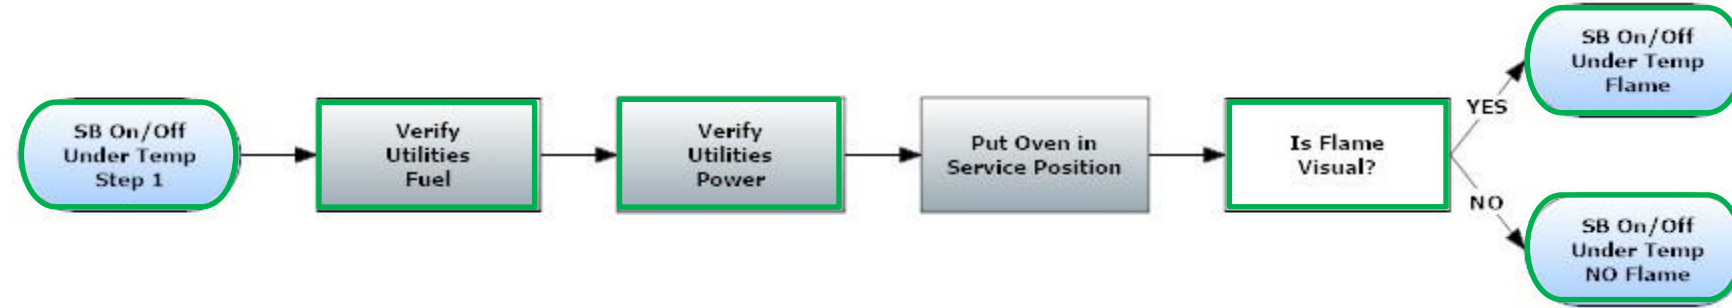 SB On/Off
Under Temp
Step 1
Verify
Utilities
Fuel
Verify
Utilities
Power
Put Oven in
Service Position
Is Flame
Visual?
YES
SB On/Off
Under Temp
Flame
NO
SB On/Off
Under Temp
NO Flame